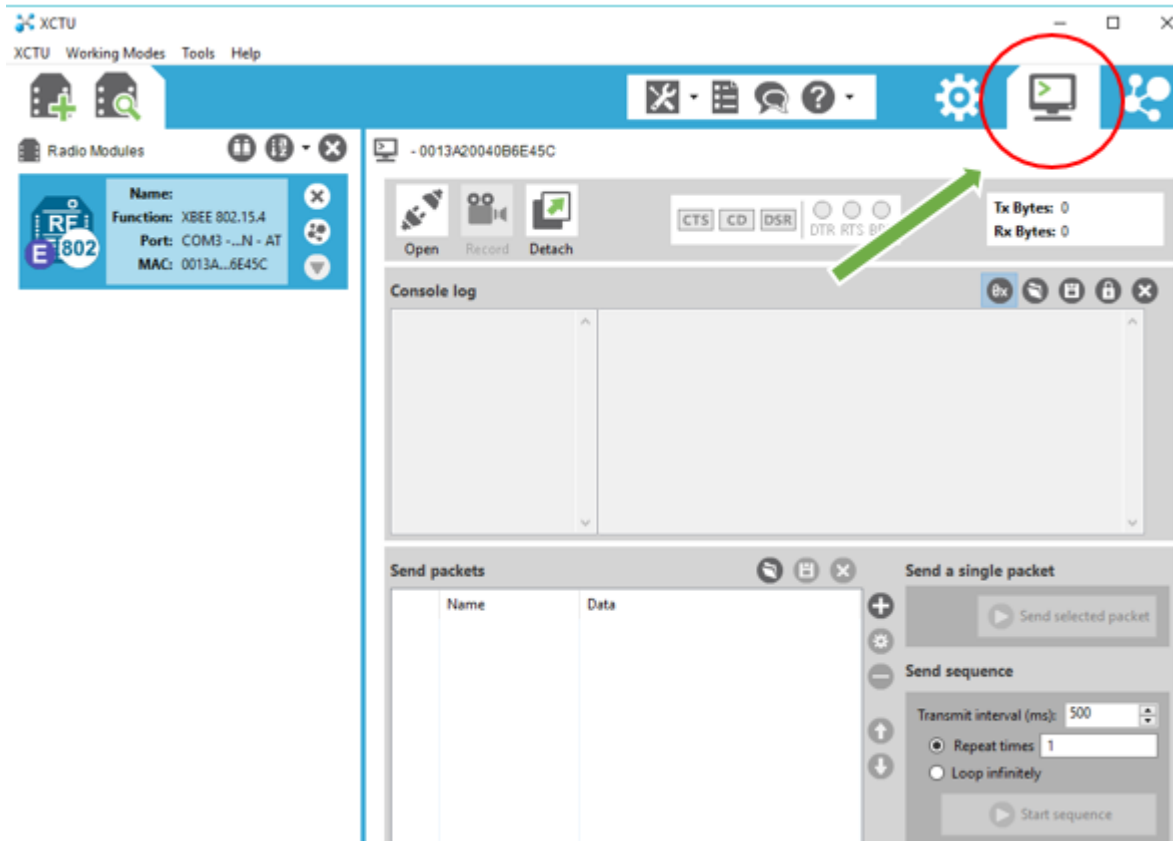 XCTU
XCTU Working Modes Tools Help
Radio Modules
- 0013A20040B6E45C
Name:
Function: XBEE 802.15.4
Port: COM3 -...N - AT
MAC: 0013A...6E45C
RF
E 802
Open Record Detach
CTS CD DSR
DTR RTS
Tx Bytes: 0
Rx Bytes: 0
Console log
Send packets
Name Data
Send a single packet
Send selected packet
Send sequence
Transmit interval (ms): 500
Repeat times 1
Loop infinitely
Start sequence